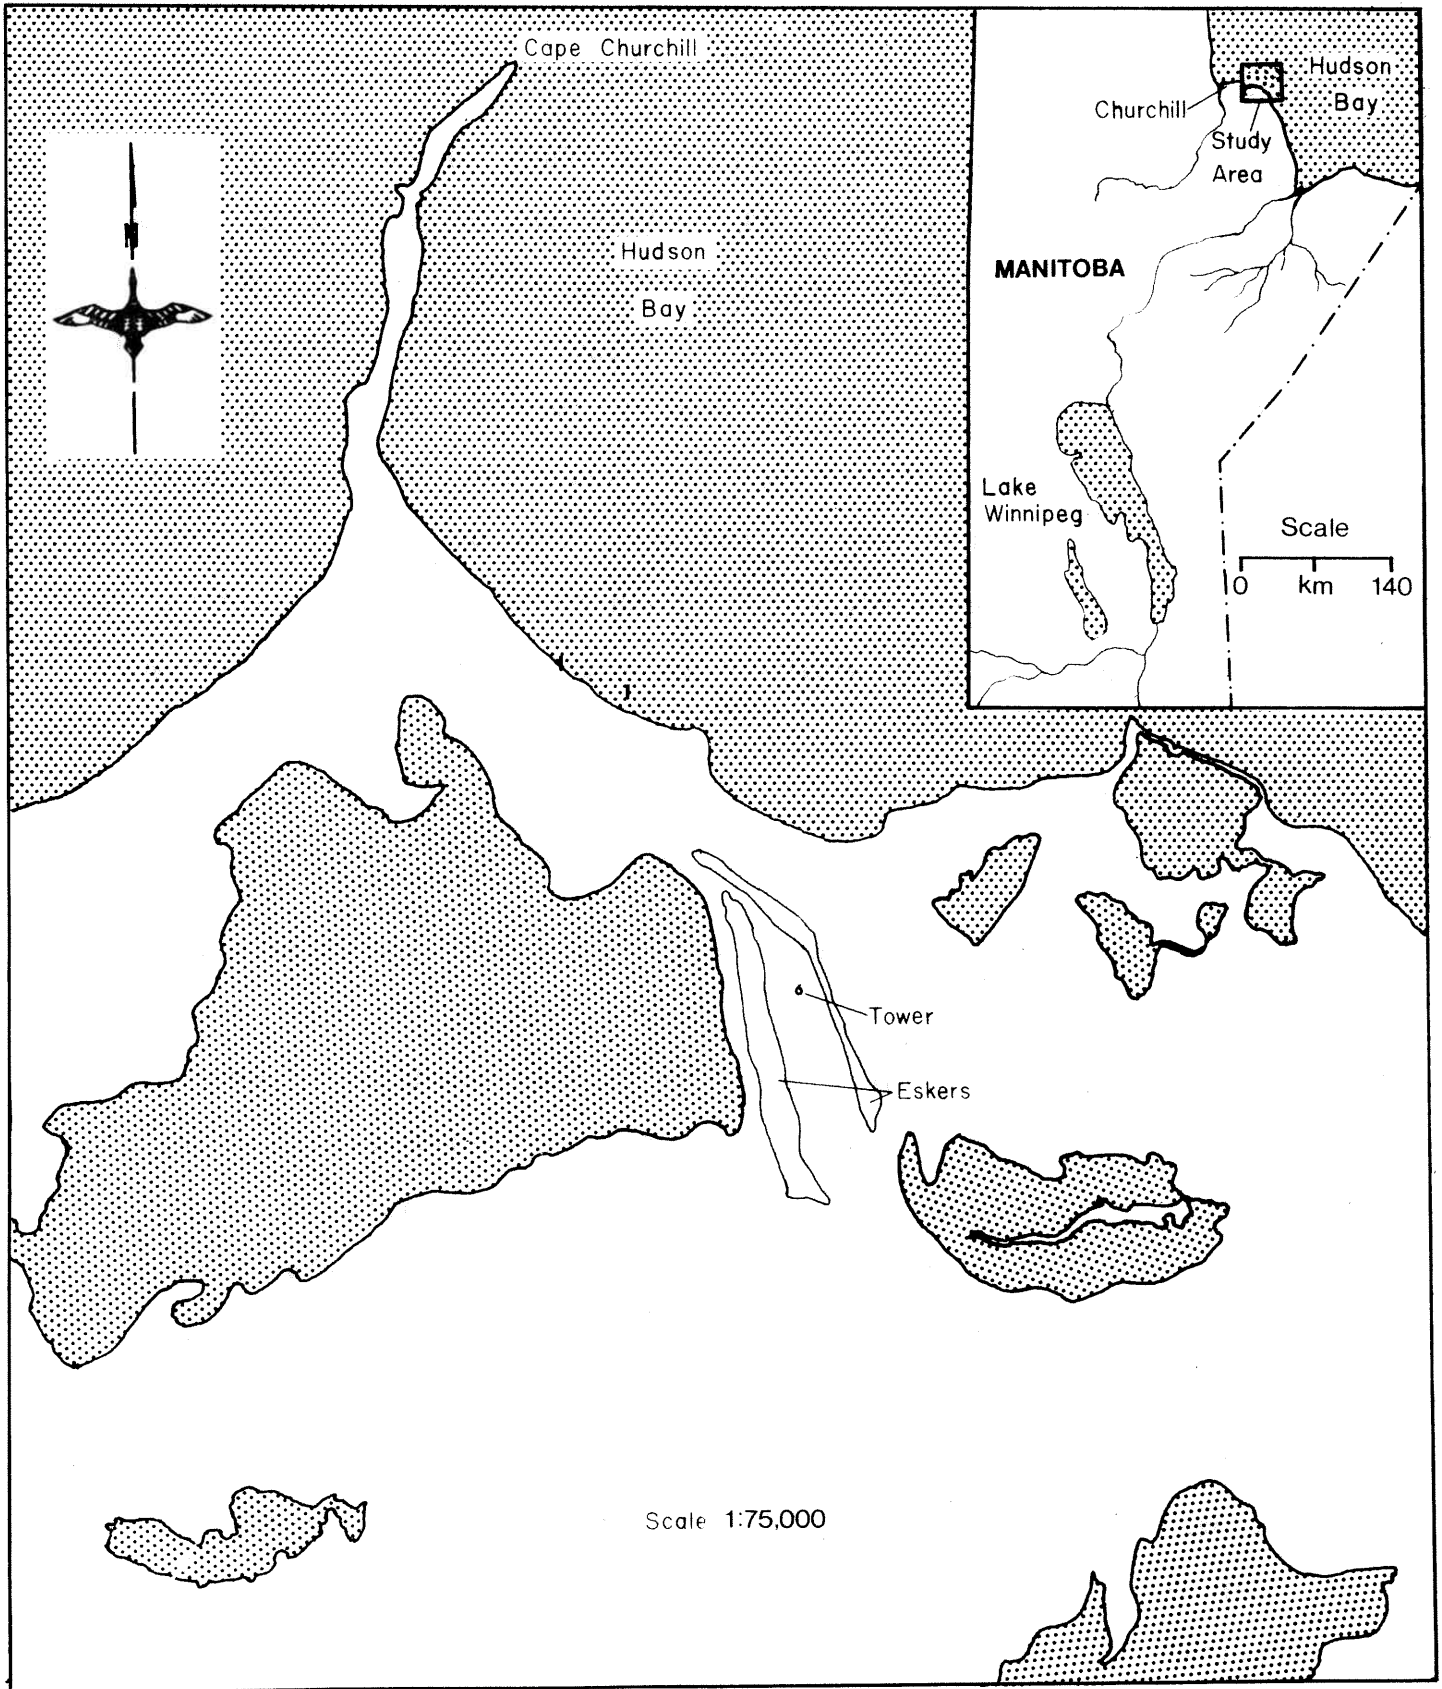 Cape Churchill
N
Hudson
Bay
Hudson
Bay
Churchill
Study
Area
MANITOBA
Lake
Winnipeg
Scale
0 km 140
Tower
Eskers
Scale 1:75,000